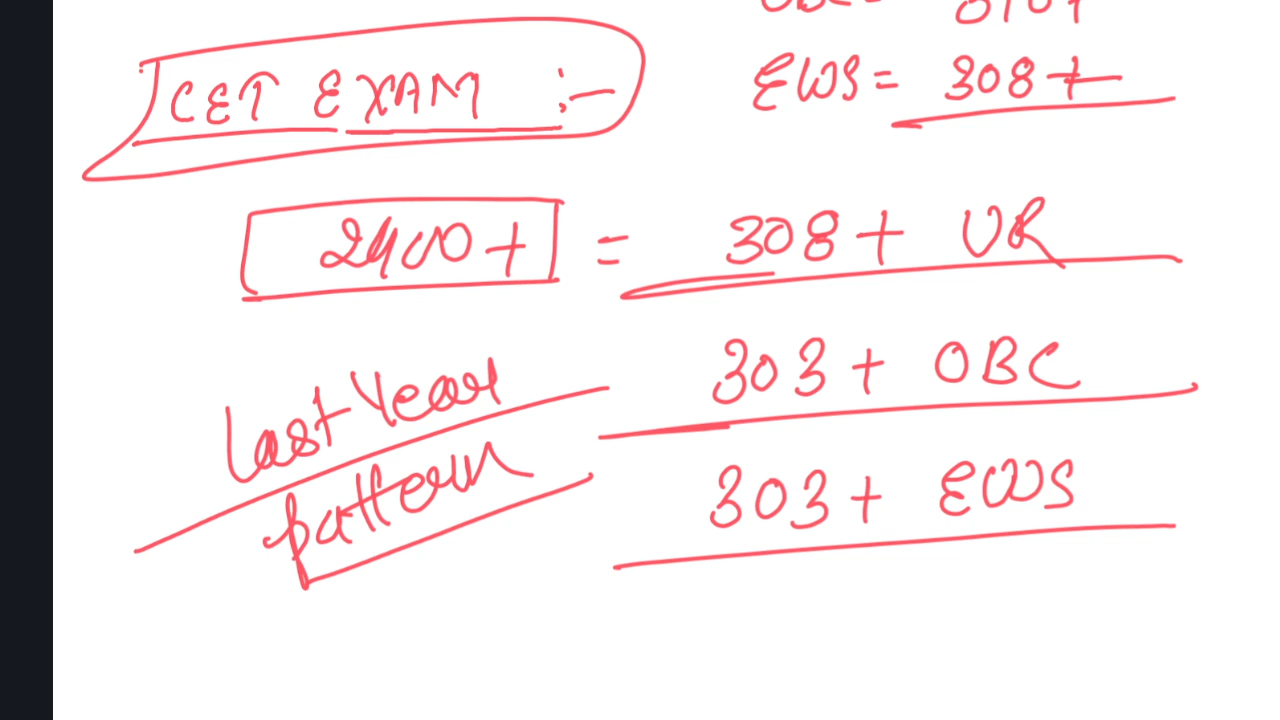 EWS = 308+
CET EXAM :-
2400+ = 308+ UR
Last Year
pattern
303+ OBC
303+ EWS